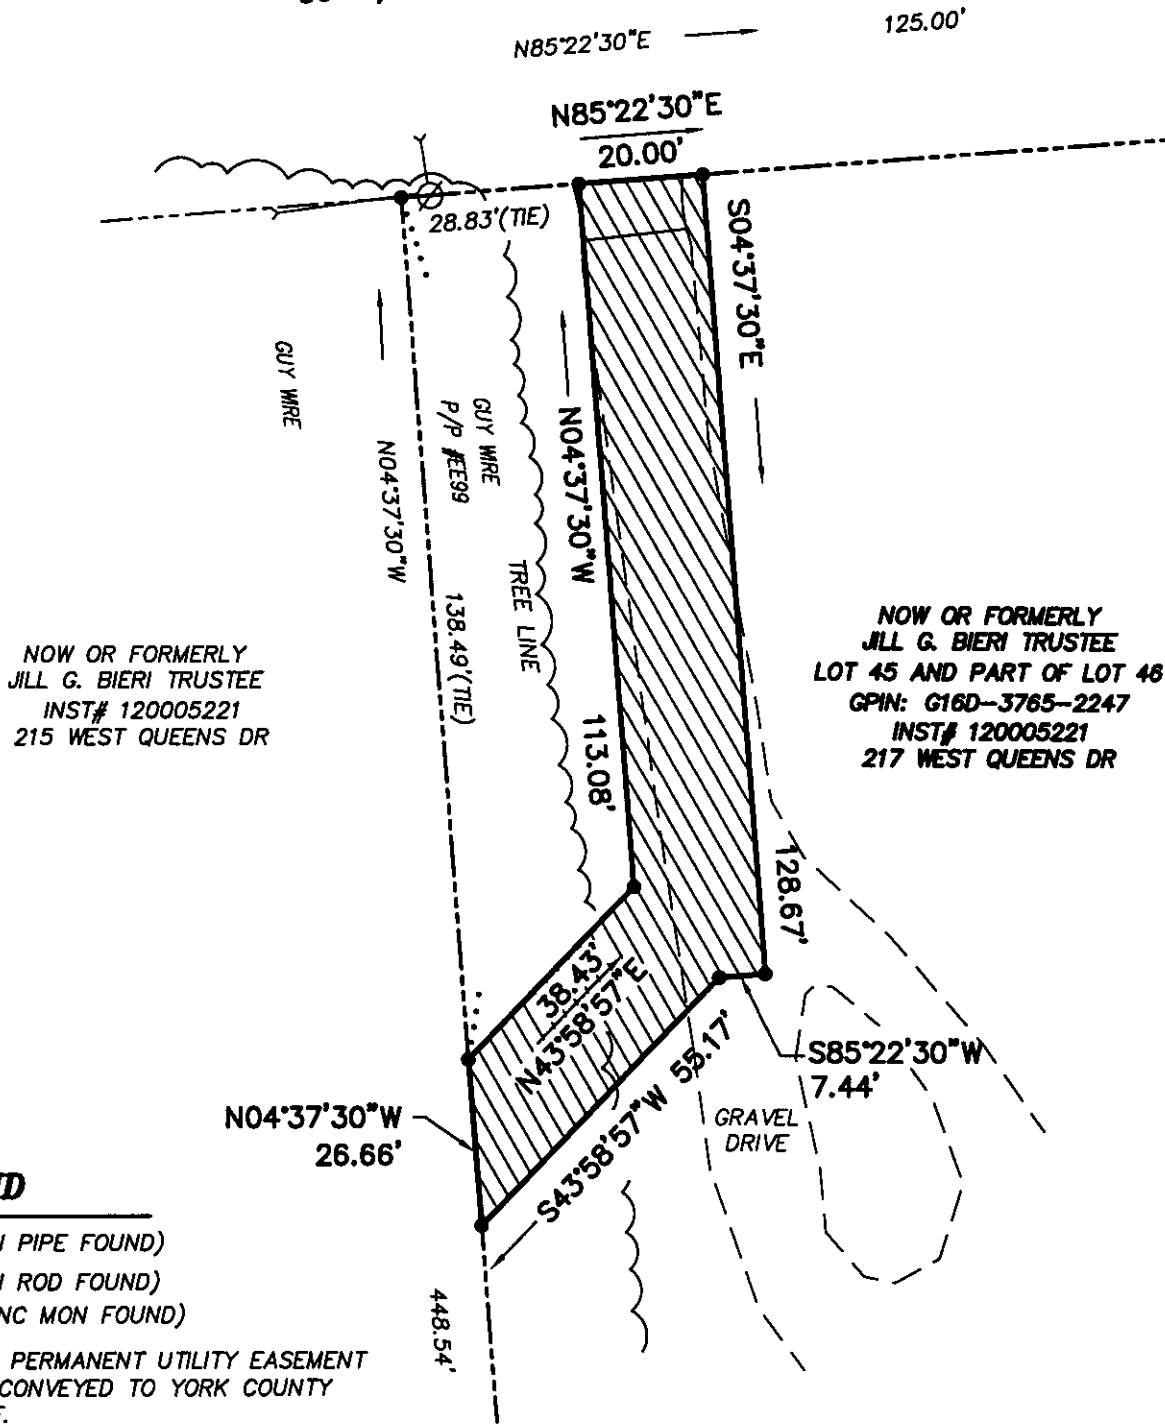 N85°22'30"E
125.00'
N85°22'30"E
20.00'
28.83'(TIE)
S04°37'30"E
GUY WIRE
N04°37'30"W
GUY WIRE
P/P #EE99
138.49'(TIE)
TREE LINE
N04°37'30"W
113.08'
NOW OR FORMERLY
JILL G. BIERI TRUSTEE
INST# 120005221
215 WEST QUEENS DR
NOW OR FORMERLY
JILL G. BIERI TRUSTEE
LOT 45 AND PART OF LOT 46
GPIN: G16D-3765-2247
INST# 120005221
217 WEST QUEENS DR
128.67'
38.43'
N43°58'57"E
S43°58'57"W 55.17'
S85°22'30"W
7.44'
GRAVEL
DRIVE
N04°37'30"W
26.66'
448.54'
PIPE FOUND)
ROD FOUND)
MON FOUND)
PERMANENT UTILITY EASEMENT
CONVEYED TO YORK COUNTY